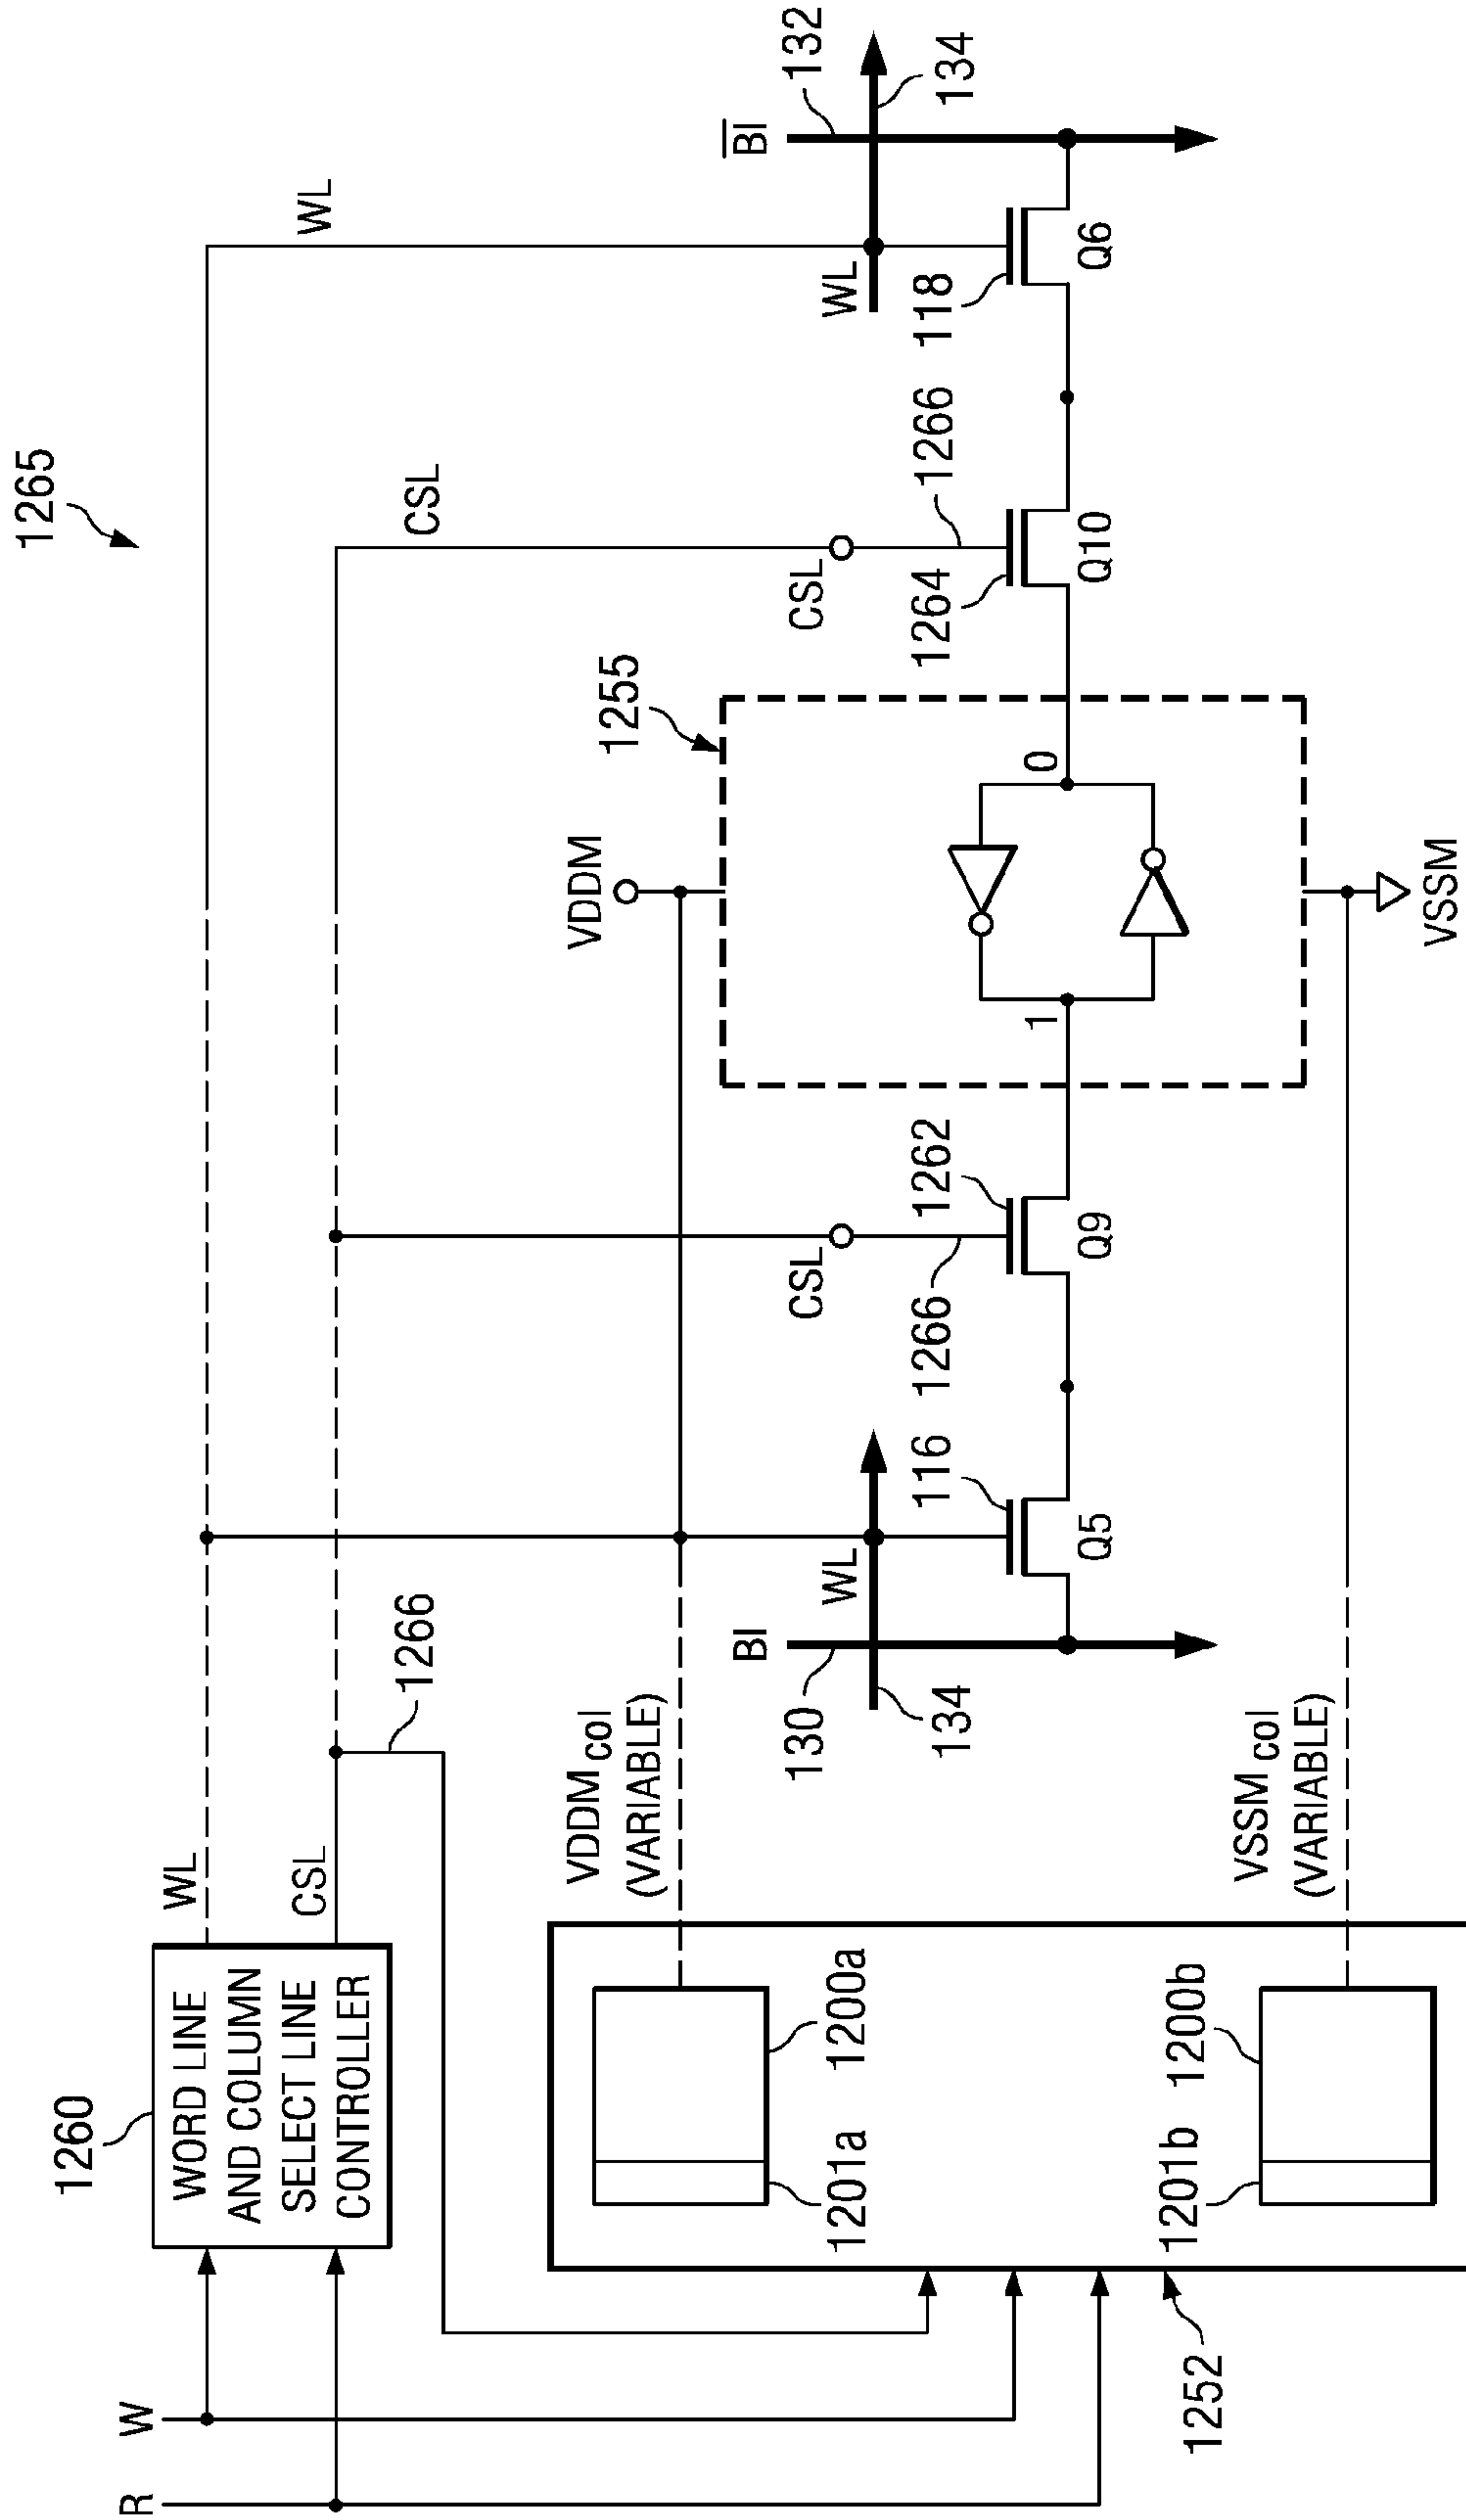 1265
1260
WORD LINE
AND COLUMN
SELECT LINE
CONTROLLER
W
R
WL
CSL
1266
WL
CSL
1252
1201a
1200a
1201b
1200b
VDDMcol
(VARIABLE)
VSSMcol
(VARIABLE)
VDDM
1255
VSSM
BI
130
WL
134
116
Q5
CSL
1266
1262
Q9
1
0
CSL
1264
1266
Q10
WL
118
Q6
B̅I̅
132
134